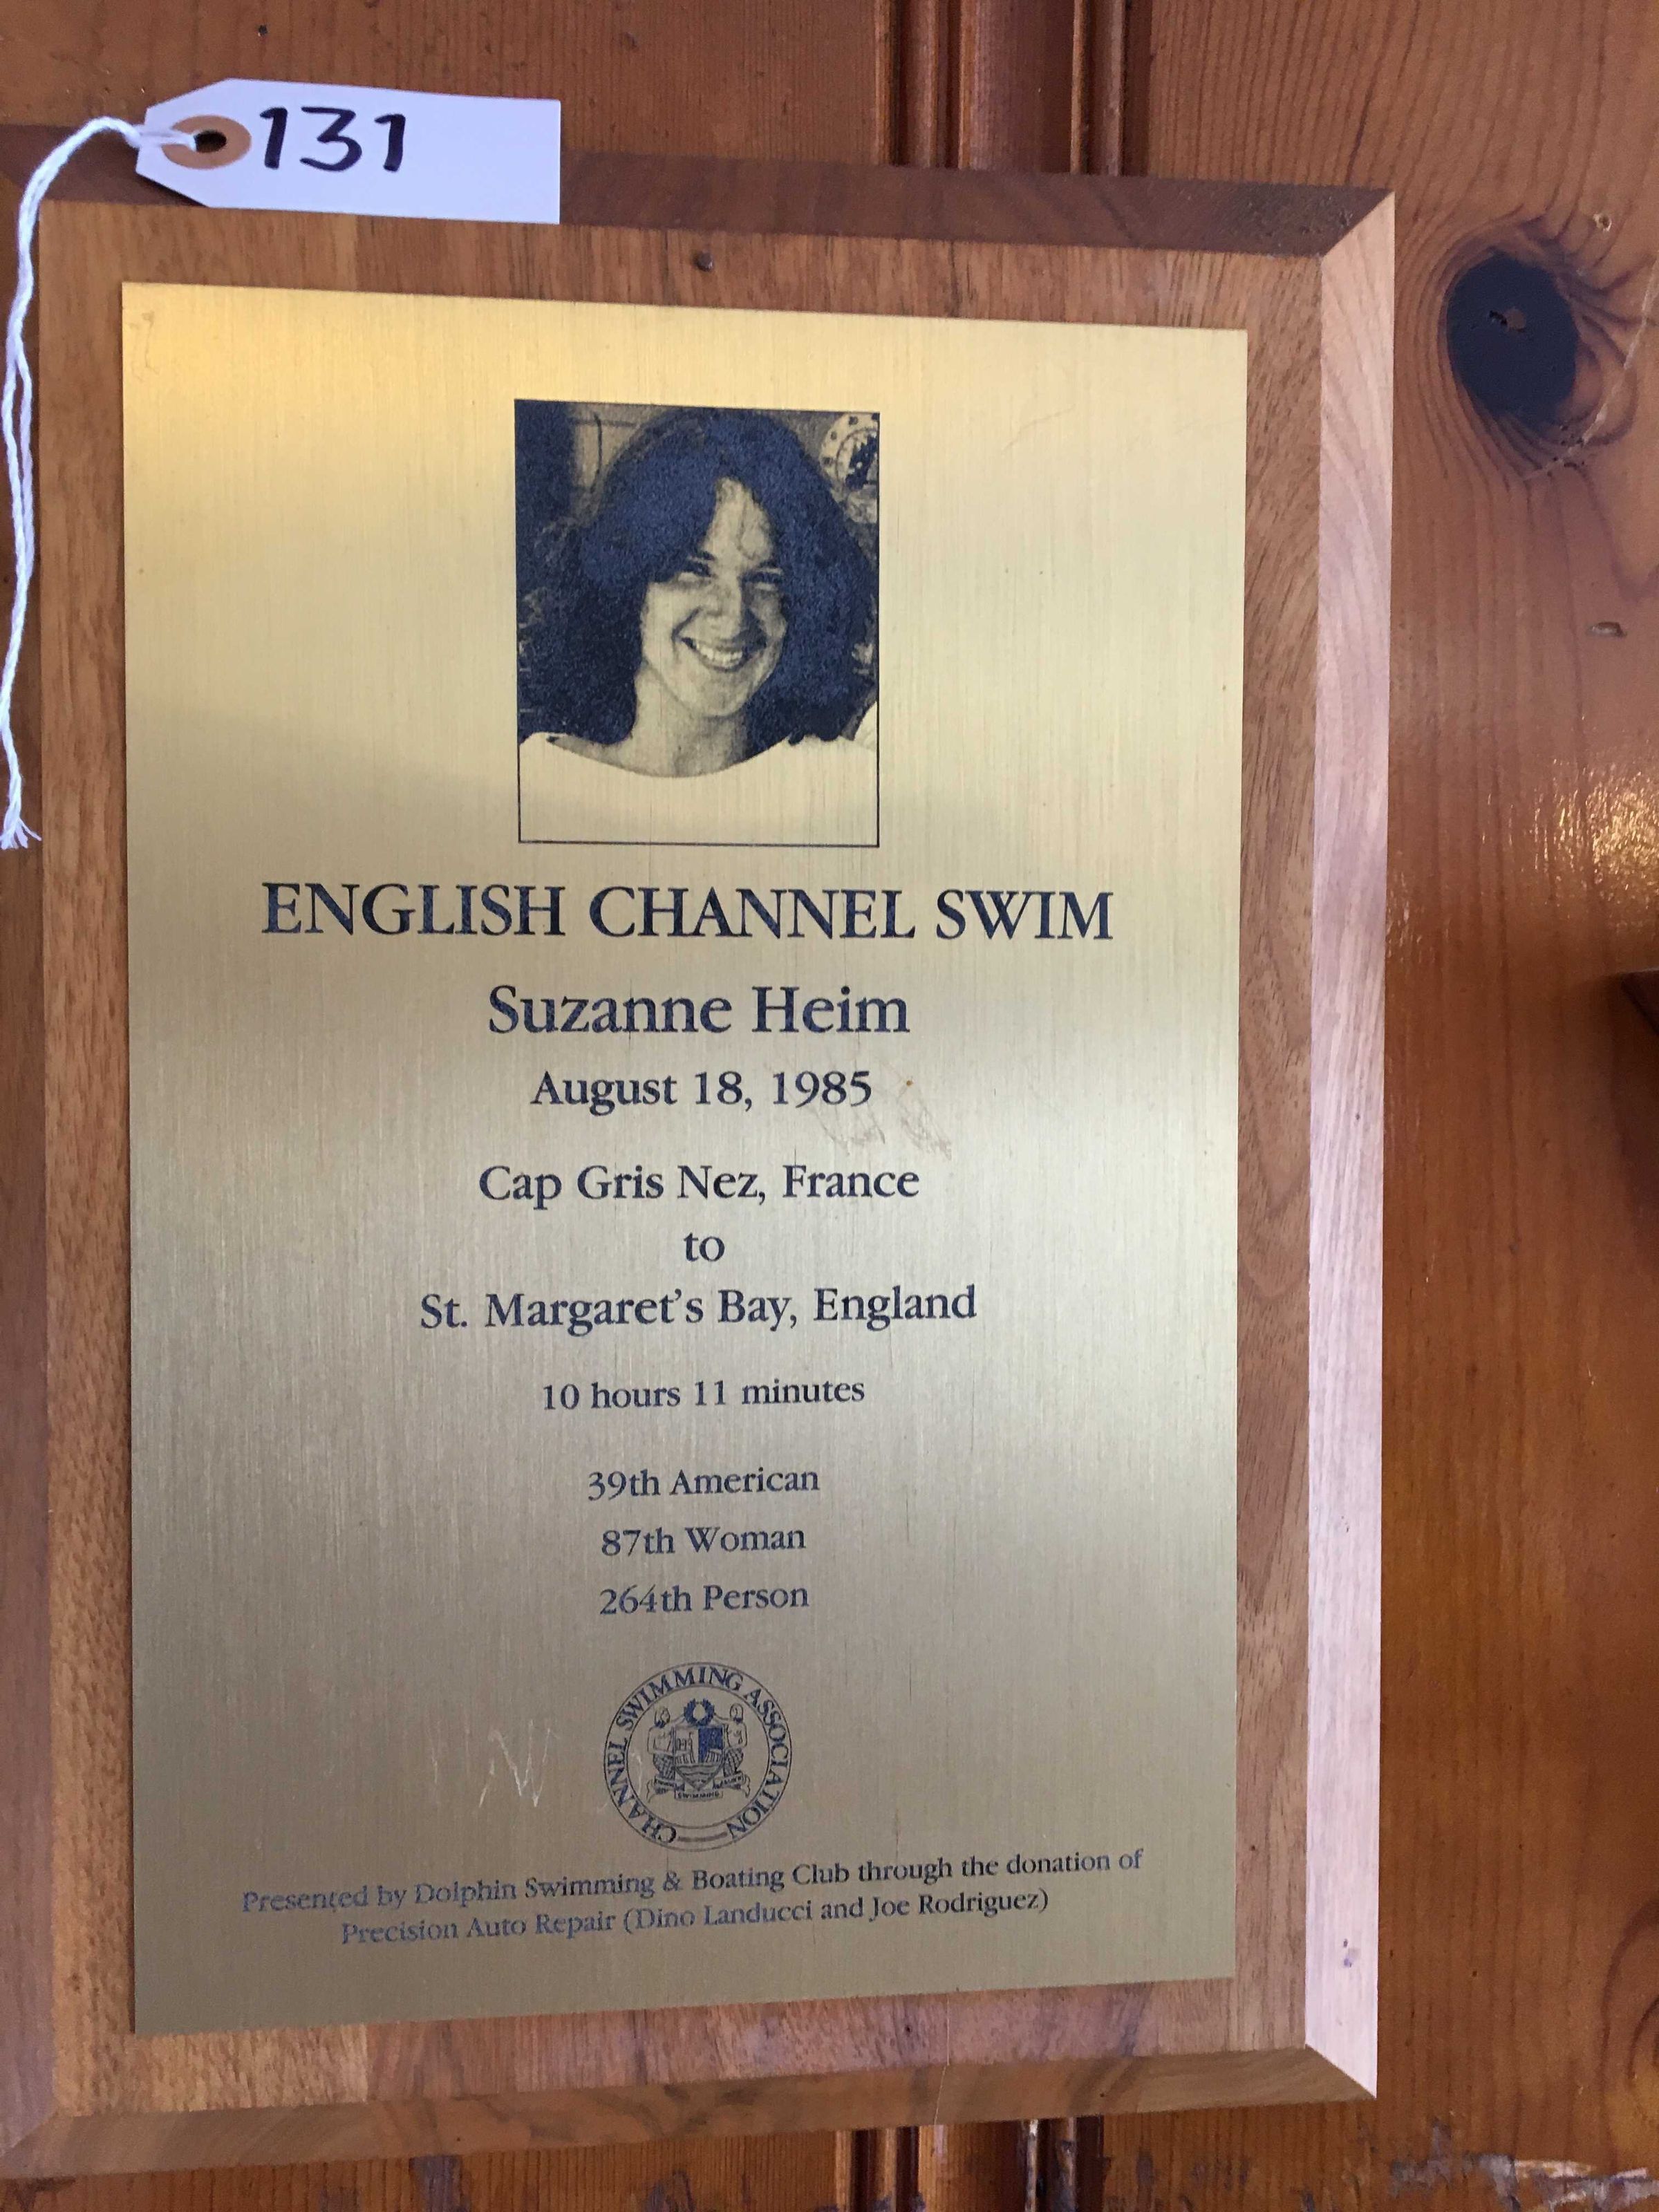 131
ENGLISH CHANNEL SWIM
Suzanne Heim
August 18, 1985
Cap Gris Nez, France
to
St. Margaret's Bay, England
10 hours 11 minutes
39th American
87th Woman
264th Person
CHANNEL SWIMMING ASSOCIATION
SWIMMING
Presented by Dolphin Swimming & Boating Club through the donation of
Precision Auto Repair (Dino Landucci and Joe Rodriguez)